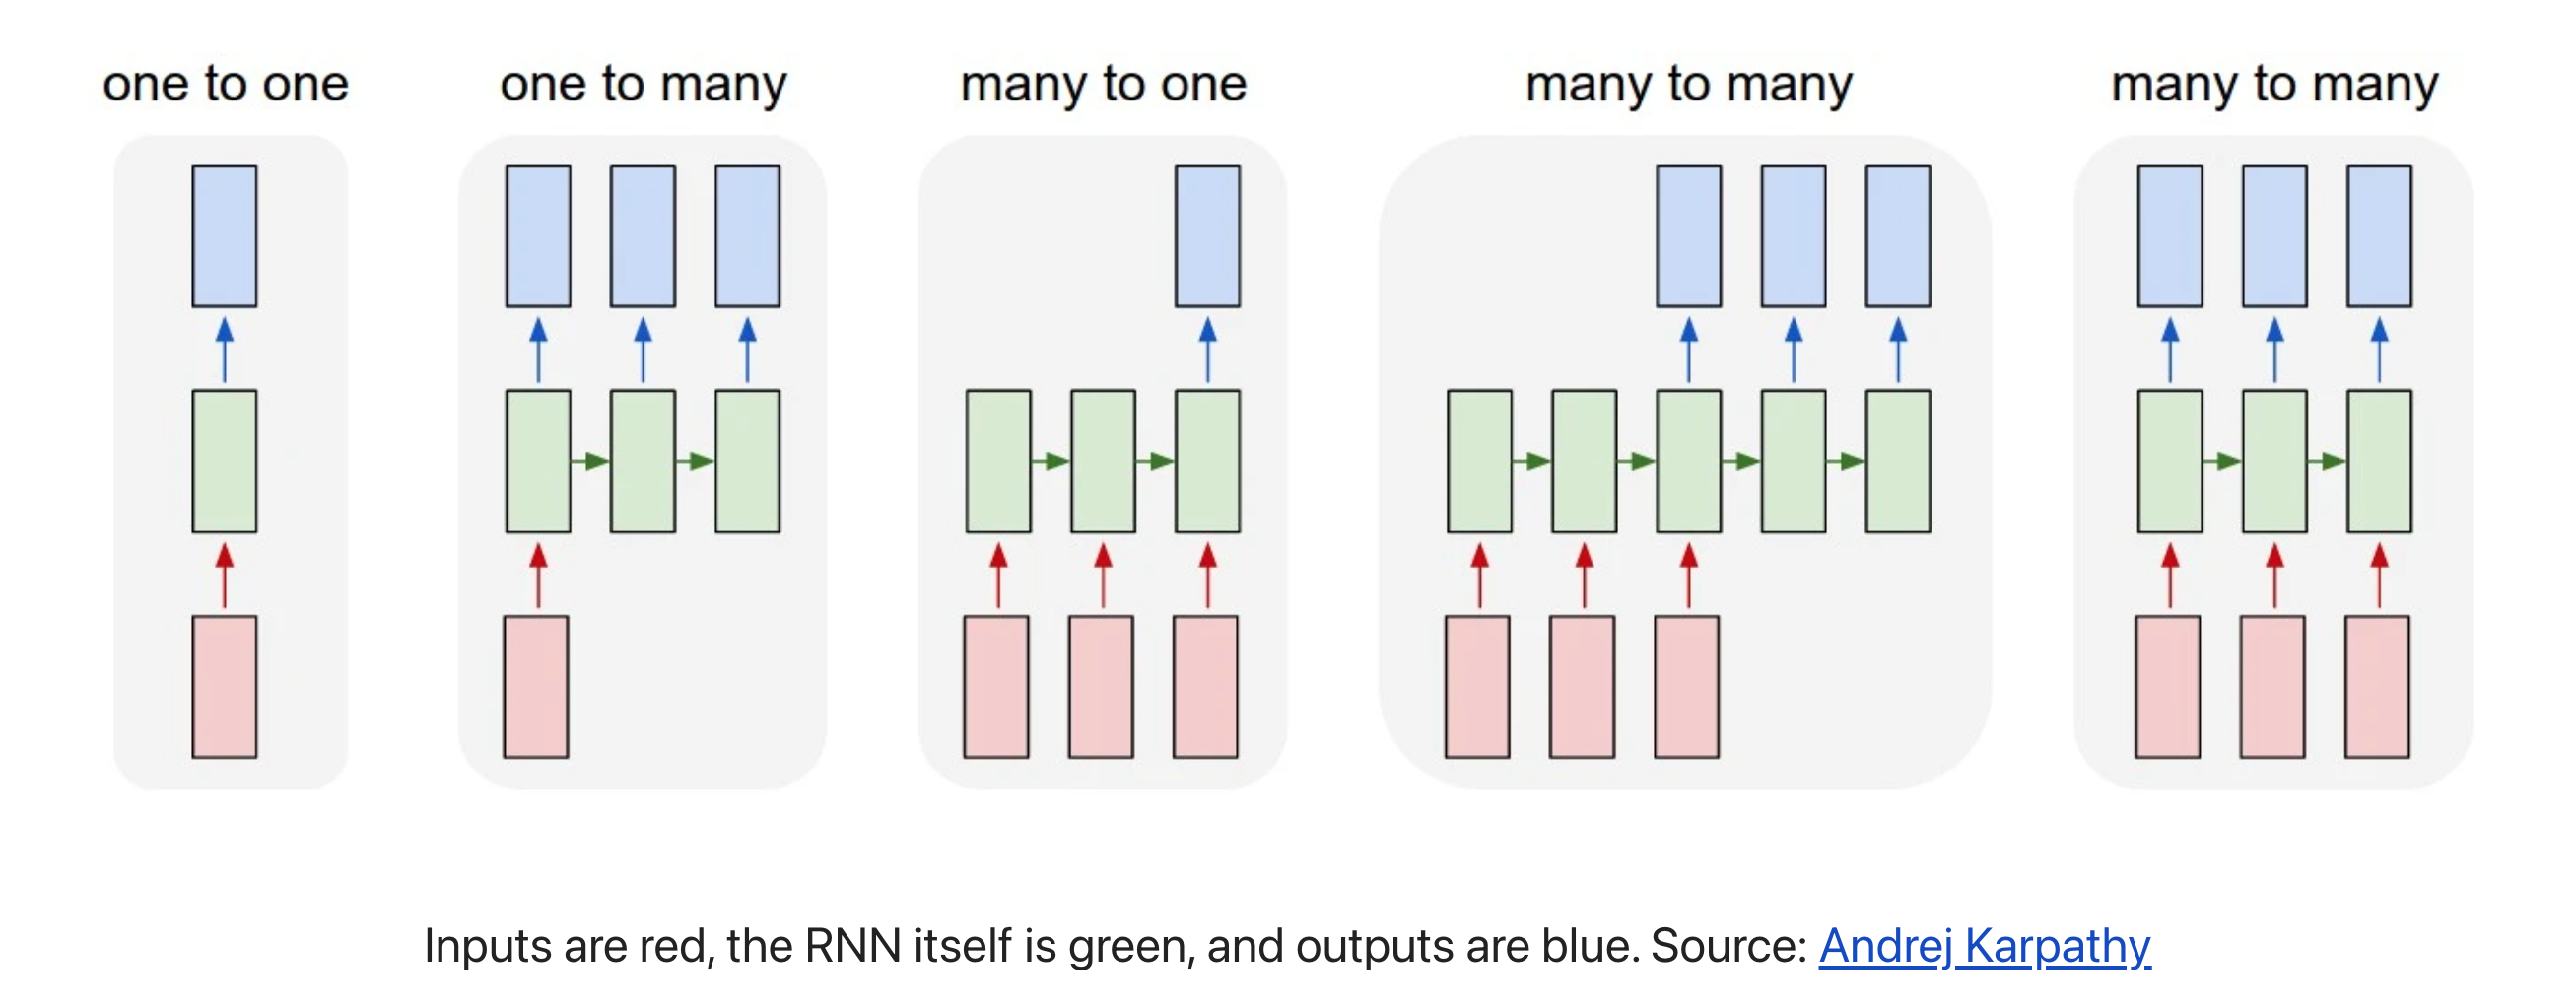 one to one
one to many
many to one
many to many
many to many
Inputs are red, the RNN itself is green, and outputs are blue. Source: Andrej Karpathy